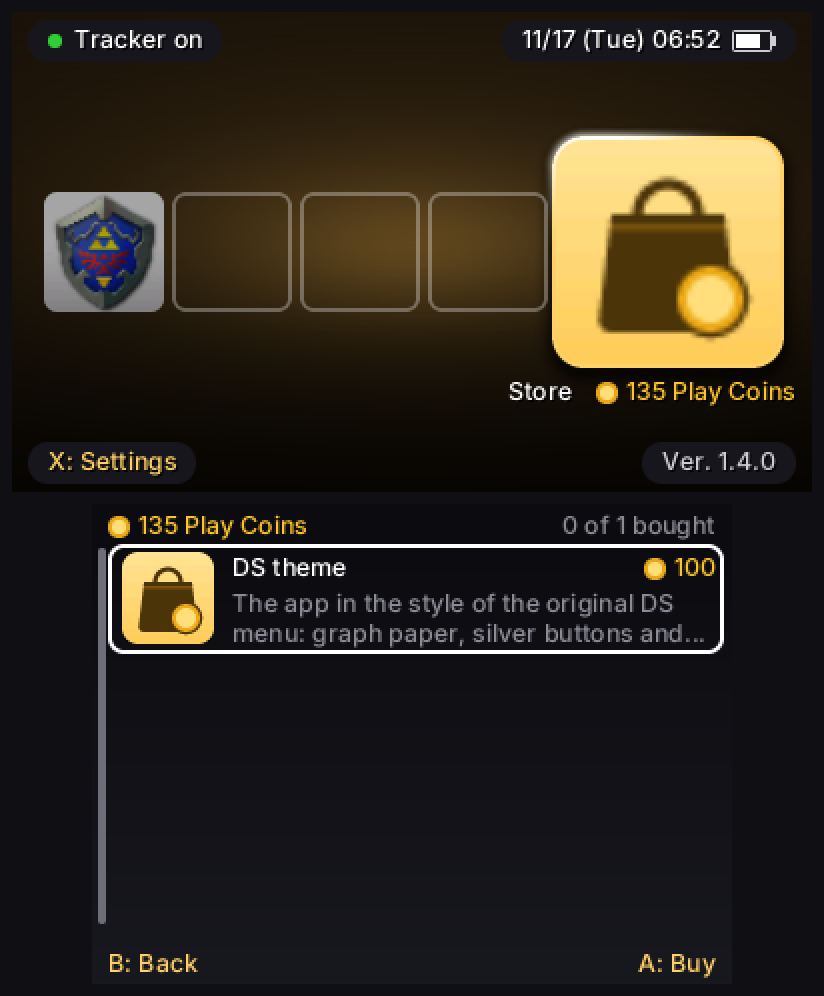 Tracker on
11/17 (Tue) 06:52
Store
135 Play Coins
X: Settings
Ver. 1.4.0
135 Play Coins
0 of 1 bought
DS theme
100
The app in the style of the original DS
menu: graph paper, silver buttons and...
B: Back
A: Buy